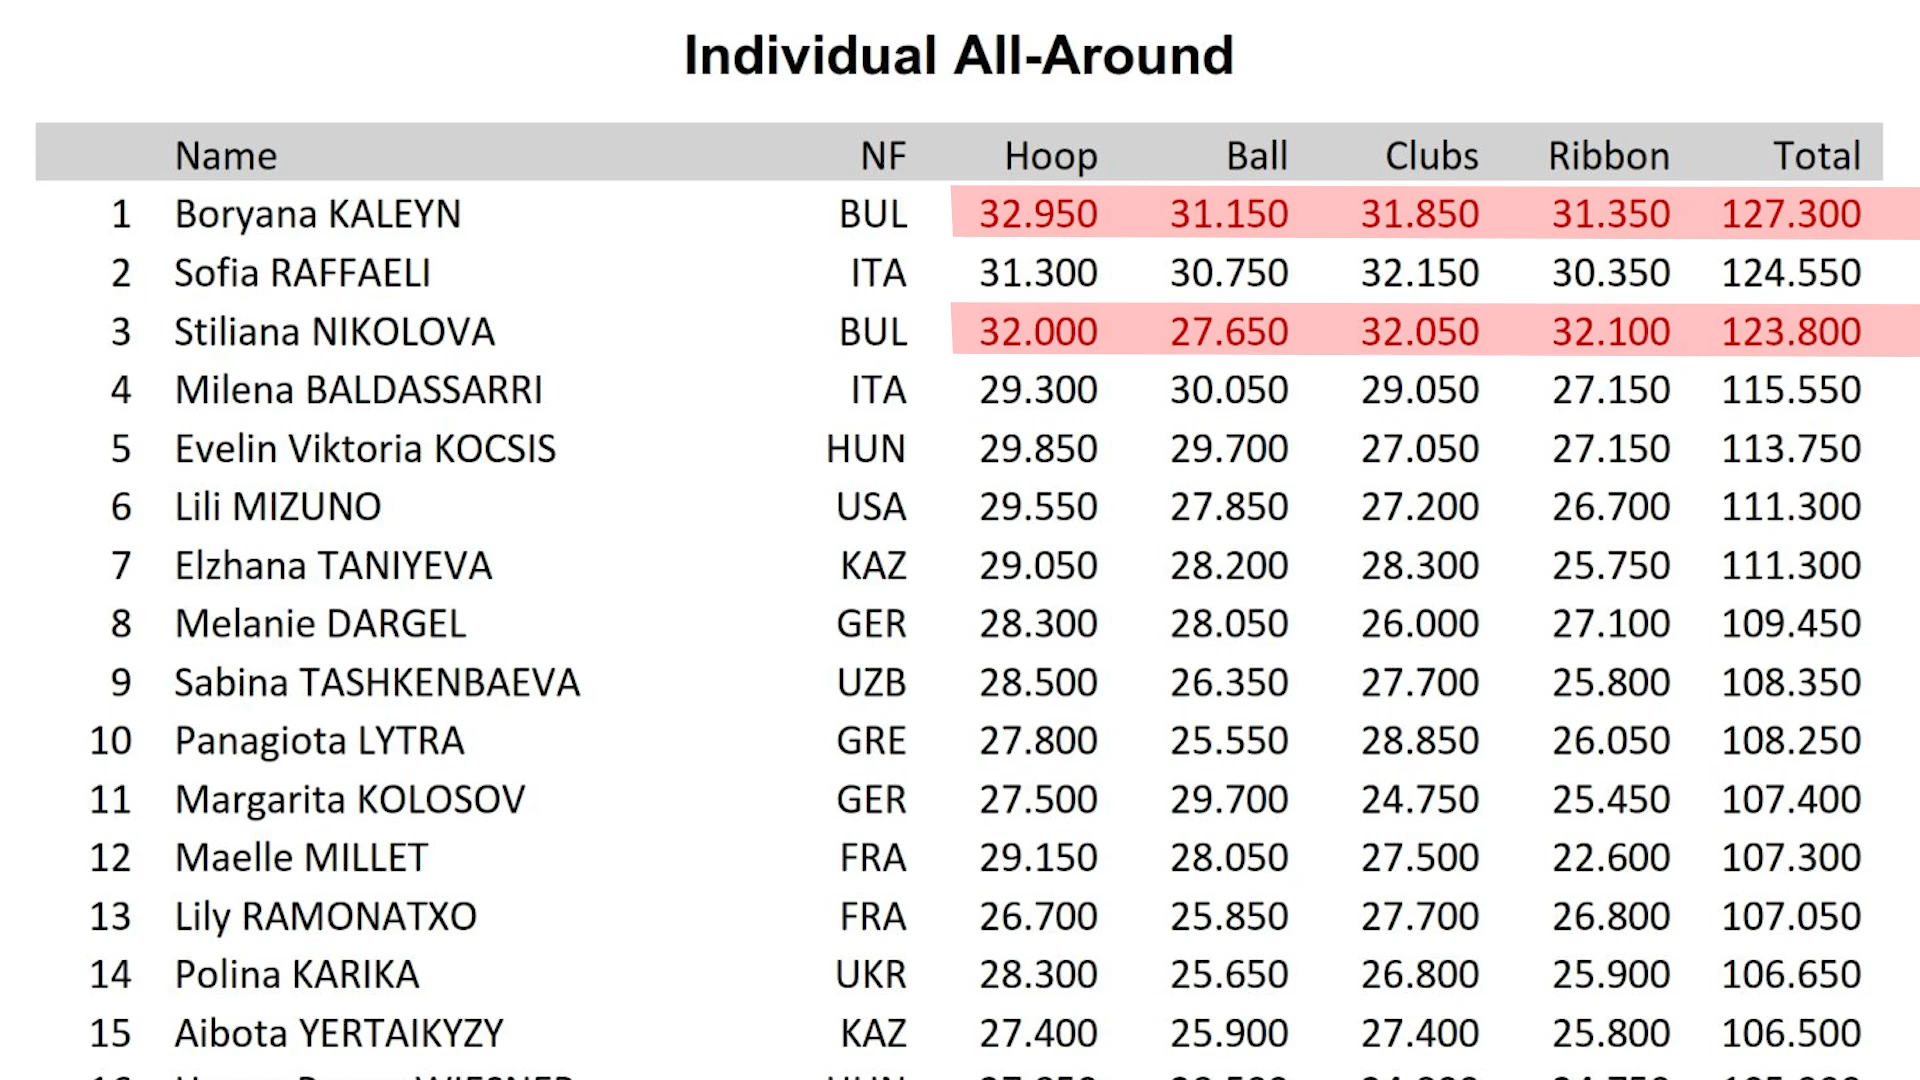 Individual All-Around
Name NF Hoop Ball Clubs Ribbon Total
1 Boryana KALEYN BUL 32.950 31.150 31.850 31.350 127.300
2 Sofia RAFFAELI ITA 31.300 30.750 32.150 30.350 124.550
3 Stiliana NIKOLOVA BUL 32.000 27.650 32.050 32.100 123.800
4 Milena BALDASSARRI ITA 29.300 30.050 29.050 27.150 115.550
5 Evelin Viktoria KOCSIS HUN 29.850 29.700 27.050 27.150 113.750
6 Lili MIZUNO USA 29.550 27.850 27.200 26.700 111.300
7 Elzhana TANIYEVA KAZ 29.050 28.200 28.300 25.750 111.300
8 Melanie DARGEL GER 28.300 28.050 26.000 27.100 109.450
9 Sabina TASHKENBAEVA UZB 28.500 26.350 27.700 25.800 108.350
10 Panagiota LYTRA GRE 27.800 25.550 28.850 26.050 108.250
11 Margarita KOLOSOV GER 27.500 29.700 24.750 25.450 107.400
12 Maelle MILLET FRA 29.150 28.050 27.500 22.600 107.300
13 Lily RAMONATXO FRA 26.700 25.850 27.700 26.800 107.050
14 Polina KARIKA UKR 28.300 25.650 26.800 25.900 106.650
15 Aibota YERTAIKYZY KAZ 27.400 25.900 27.400 25.800 106.500